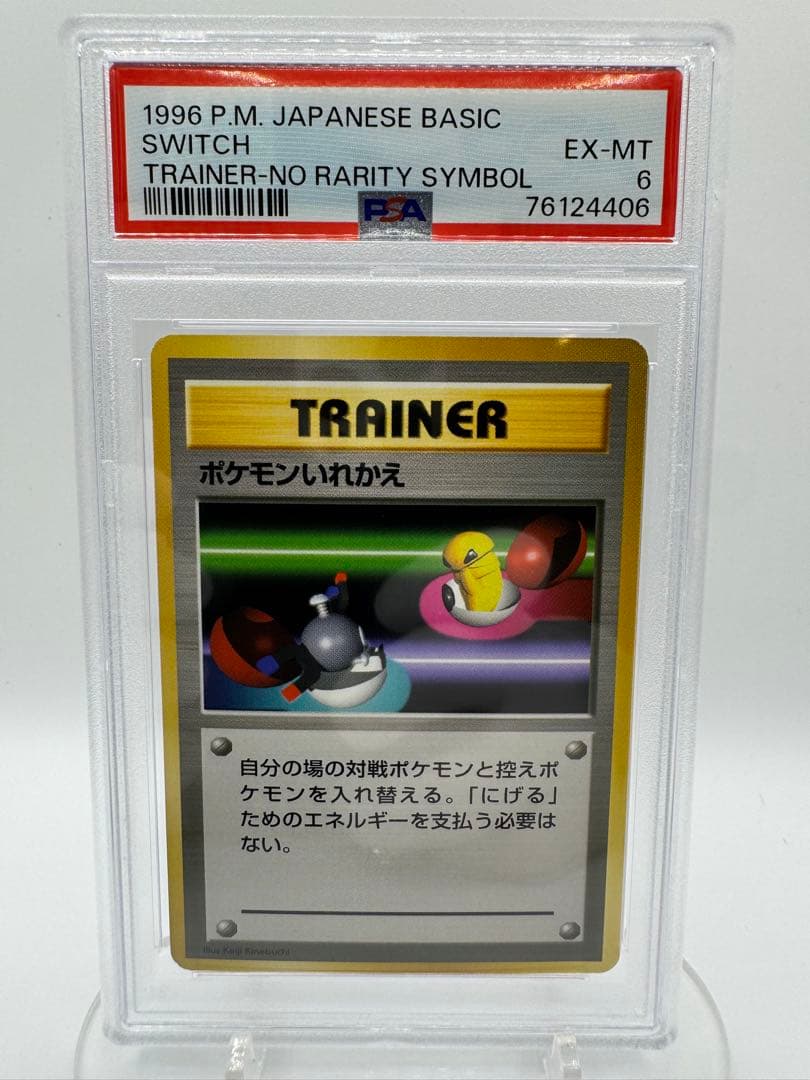 1996 P.M. JAPANESE BASIC
SWITCH EX-MT
TRAINER-NO RARITY SYMBOL 6
PSA 76124406
TRAINER
ポケモンいれかえ
自分の場の対戦ポケモンと控えポ
ケモンを入れ替える。「にげる」
ためのエネルギーを支払う必要は
ない。
Illus. Keiji Kinebuchi